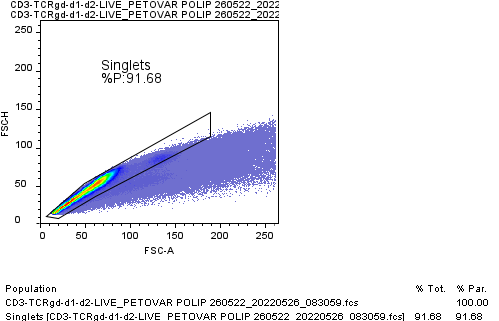 CD3-TCRgd-d1-d2-LIVE_PETOVAR POLIP 260522_2022
CD3-TCRgd-d1-d2-LIVE_PETOVAR POLIP 260522_2022
250
200
150
100
50
0
FSC-H
Singlets
%P:91.68
0 50 100 150 200 250
FSC-A
Population % Tot. % Par.
CD3-TCRgd-d1-d2-LIVE_PETOVAR POLIP 260522_20220526_083059.fcs 100.00
Singlets [CD3-TCRgd-d1-d2-LIVE_PETOVAR POLIP 260522_20220526_083059.fcs] 91.68 91.68